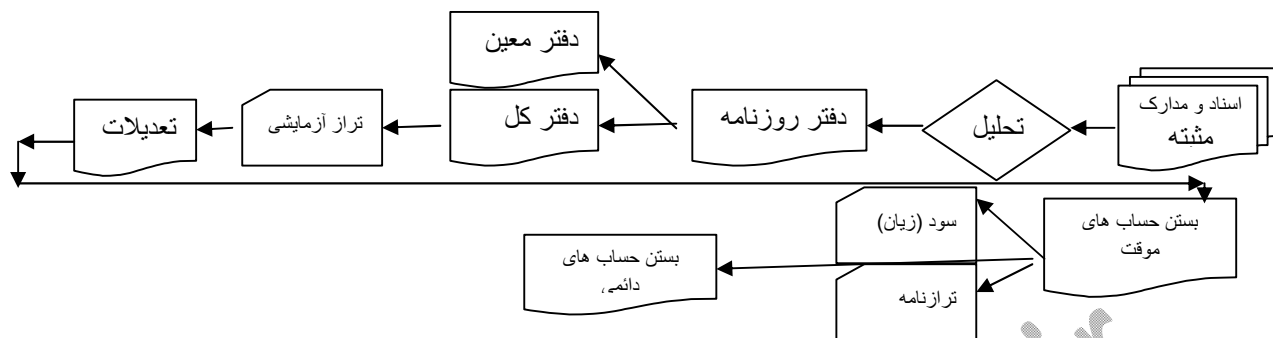 اسناد و مدارک
مثبته
تحلیل
دفتر روزنامه
دفتر معین
دفتر کل
تراز آزمایشی
تعدیلات
بستن حساب های
موقت
سود (زیان)
ترازنامه
بستن حساب های
دائمی